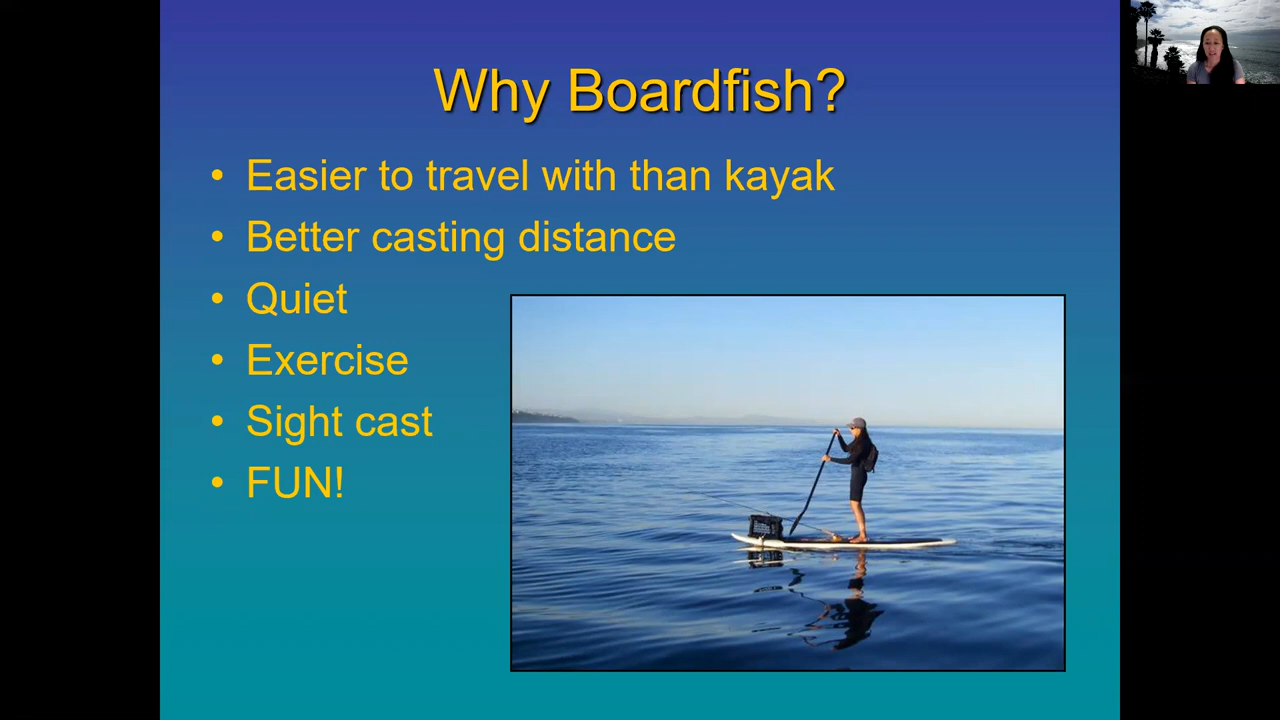 Why Boardfish?
• Easier to travel with than kayak
• Better casting distance
• Quiet
• Exercise
• Sight cast
• FUN!